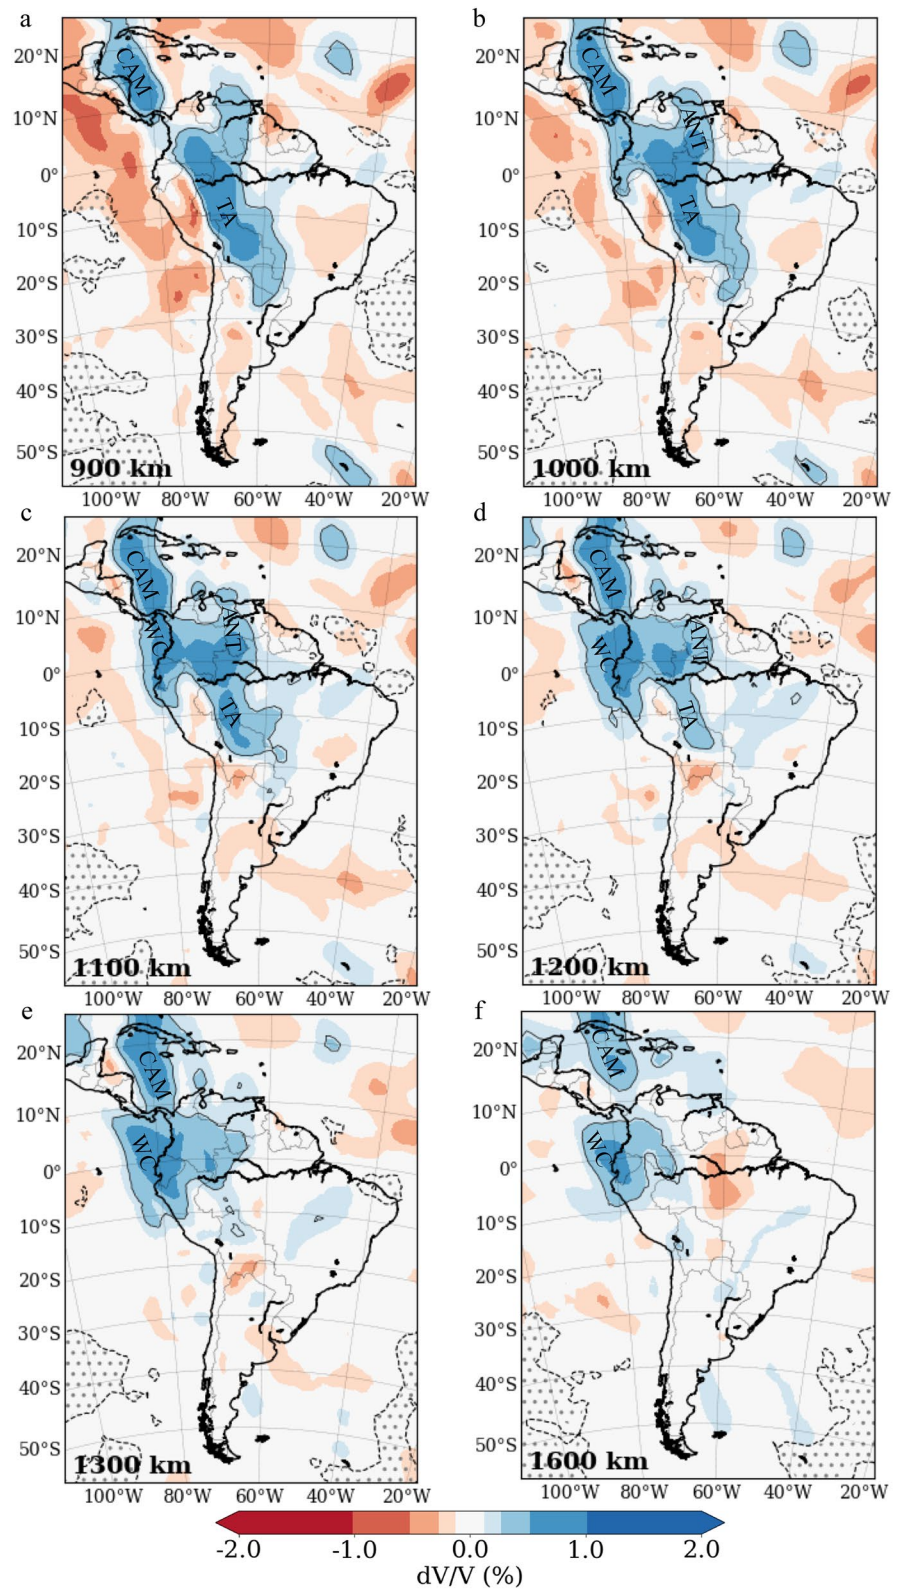 a
b
20°N
10°N
0°
10°S
20°S
30°S
40°S
50°S
CAM
TA
900 km
100°W 80°W 60°W 40°W 20°W
20°N
10°N
0°
10°S
20°S
30°S
40°S
50°S
CAM
ANT
TA
1000 km
100°W 80°W 60°W 40°W 20°W
c
d
20°N
10°N
0°
10°S
20°S
30°S
40°S
50°S
CAM
WC
ANT
TA
1100 km
100°W 80°W 60°W 40°W 20°W
20°N
10°N
0°
10°S
20°S
30°S
40°S
50°S
CAM
WC
ANT
TA
1200 km
100°W 80°W 60°W 40°W 20°W
e
f
20°N
10°N
0°
10°S
20°S
30°S
40°S
50°S
CAM
WC
1300 km
100°W 80°W 60°W 40°W 20°W
20°N
10°N
0°
10°S
20°S
30°S
40°S
50°S
CAM
WC
1600 km
100°W 80°W 60°W 40°W 20°W
-2.0 -1.0 0.0 1.0 2.0
dV/V (%)